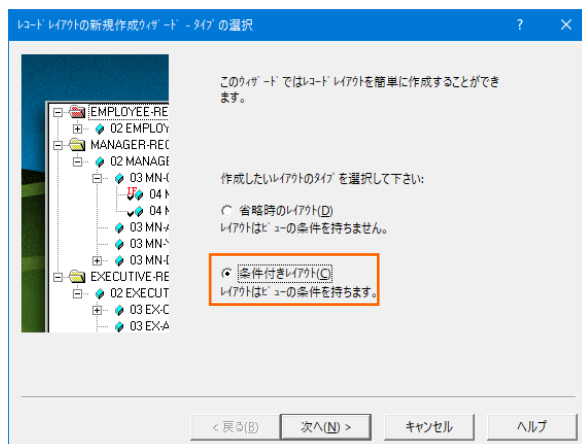 ﾚｺｰﾄﾞ ﾚｲｱｳﾄの新規作成ｳｨｻﾞｰﾄﾞ - ﾀｲﾌﾟの選択
このｳｨｻﾞｰﾄﾞではﾚｺｰﾄﾞ ﾚｲｱｳﾄを簡単に作成することができ
ます。
EMPLOYEE-RE
02 EMPLOY
MANAGER-REC
02 MANAGE
03 MN-
IF 04
04
03 MN-
03 MN-
03 MN-
EXECUTIVE-RE
02 EXECUT
03 EX-
03 EX-A
作成したいﾚｲｱｳﾄのﾀｲﾌﾟを選択して下さい:
省略時のﾚｲｱｳﾄ(D)
ﾚｲｱｳﾄはﾋﾞｭｰの条件を持ちません。
条件付きﾚｲｱｳﾄ(C)
ﾚｲｱｳﾄはﾋﾞｭｰの条件を持ちます。
< 戻る(B)
次へ(N) >
キャンセル
ヘルプ